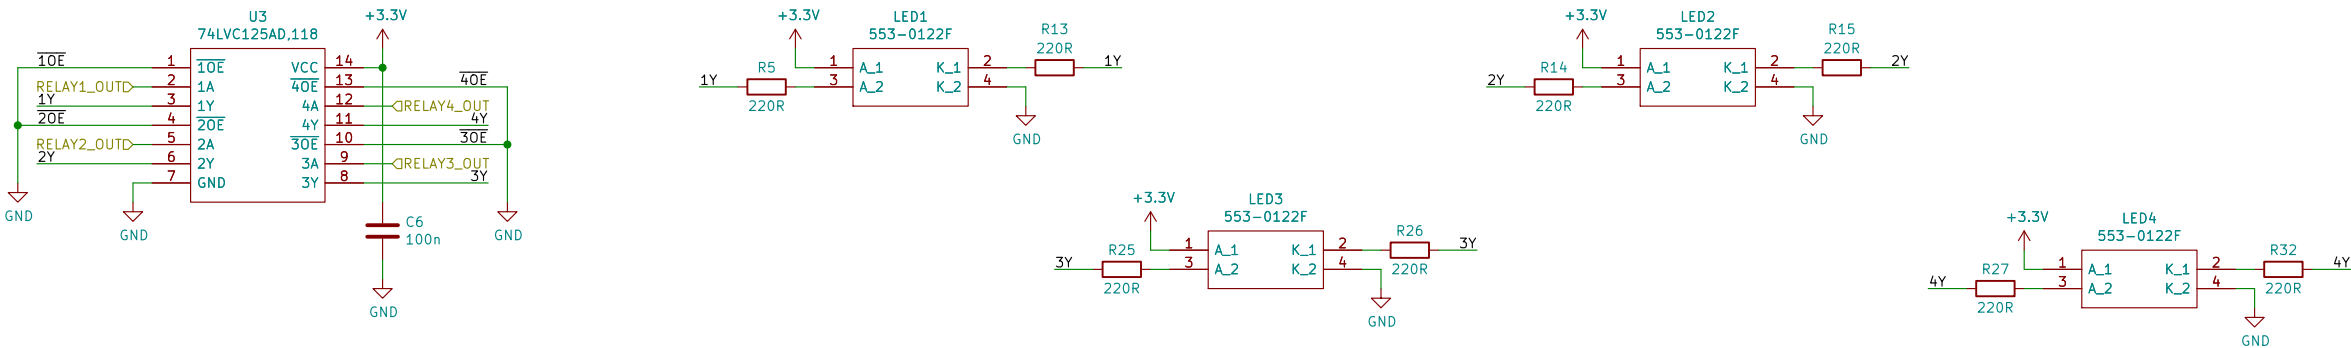 U3
74LVC125AD,118
+3.3V
1OE 1 1OE VCC 14
RELAY1_OUT 2 1A 4OE 13 4OE
1Y 3 1Y 4A 12 RELAY4_OUT
2OE 4 2OE 4Y 11 4Y
RELAY2_OUT 5 2A 3OE 10 3OE
2Y 6 2Y 3A 9 RELAY3_OUT
7 GND 3Y 8 3Y
GND
GND
GND
C6
100n
GND
+3.3V
LED1
553-0122F
R13
220R
1 A_1 K_1 2 1Y
1Y R5 3 A_2 K_2 4
220R
GND
+3.3V
LED2
553-0122F
R15
220R
1 A_1 K_1 2 2Y
2Y R14 3 A_2 K_2 4
220R
GND
+3.3V
LED3
553-0122F
R26
1 A_1 K_1 2 3Y
220R
3Y R25 3 A_2 K_2 4
220R
GND
+3.3V
LED4
553-0122F
R32
1 A_1 K_1 2 4Y
220R
4Y R27 3 A_2 K_2 4
220R
GND